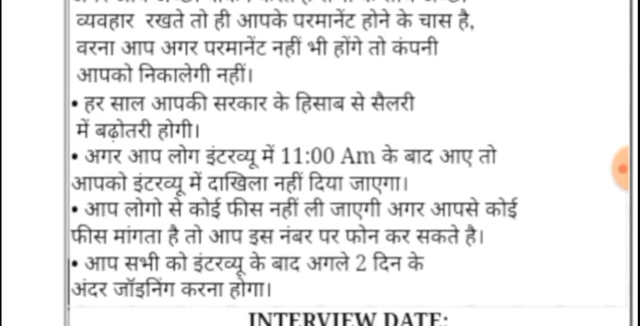 व्यवहार रखते तो ही आपके परमानेंट होने के चास है,
वरना आप अगर परमानेंट नहीं भी होंगे तो कंपनी
आपको निकालेगी नहीं।
• हर साल आपकी सरकार के हिसाब से सैलरी
में बढ़ोतरी होगी।
• अगर आप लोग इंटरव्यू में 11:00 Am के बाद आए तो
आपको इंटरव्यू में दाखिला नहीं दिया जाएगा।
• आप लोगो से कोई फीस नहीं ली जाएगी अगर आपसे कोई
फीस मांगता है तो आप इस नंबर पर फोन कर सकते है।
• आप सभी को इंटरव्यू के बाद अगले 2 दिन के
अंदर जॉइनिंग करना होगा।
INTERVIEW DATE: